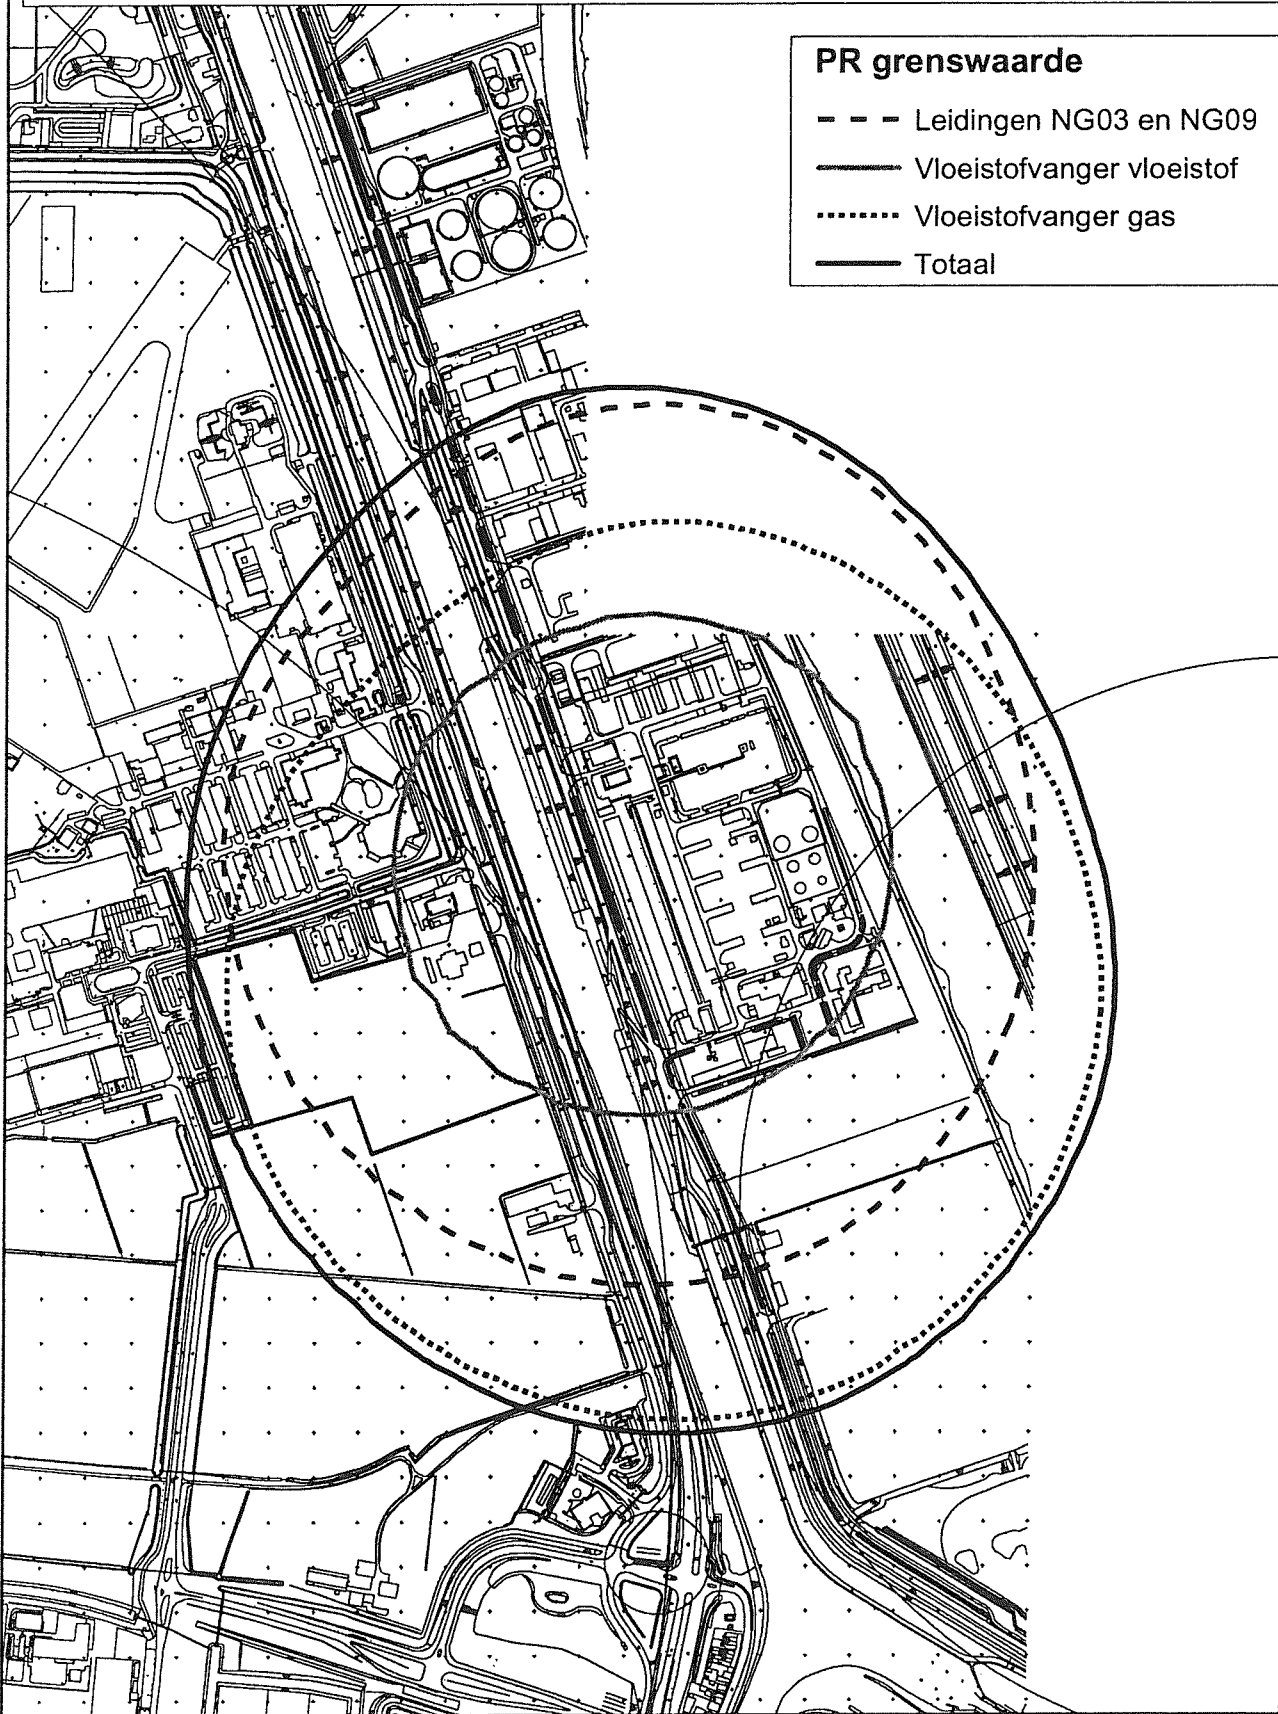 PR grenswaarde
Leidingen NG03 en NG09
Vloeistofvanger vloeistof
Vloeistofvanger gas
Totaal